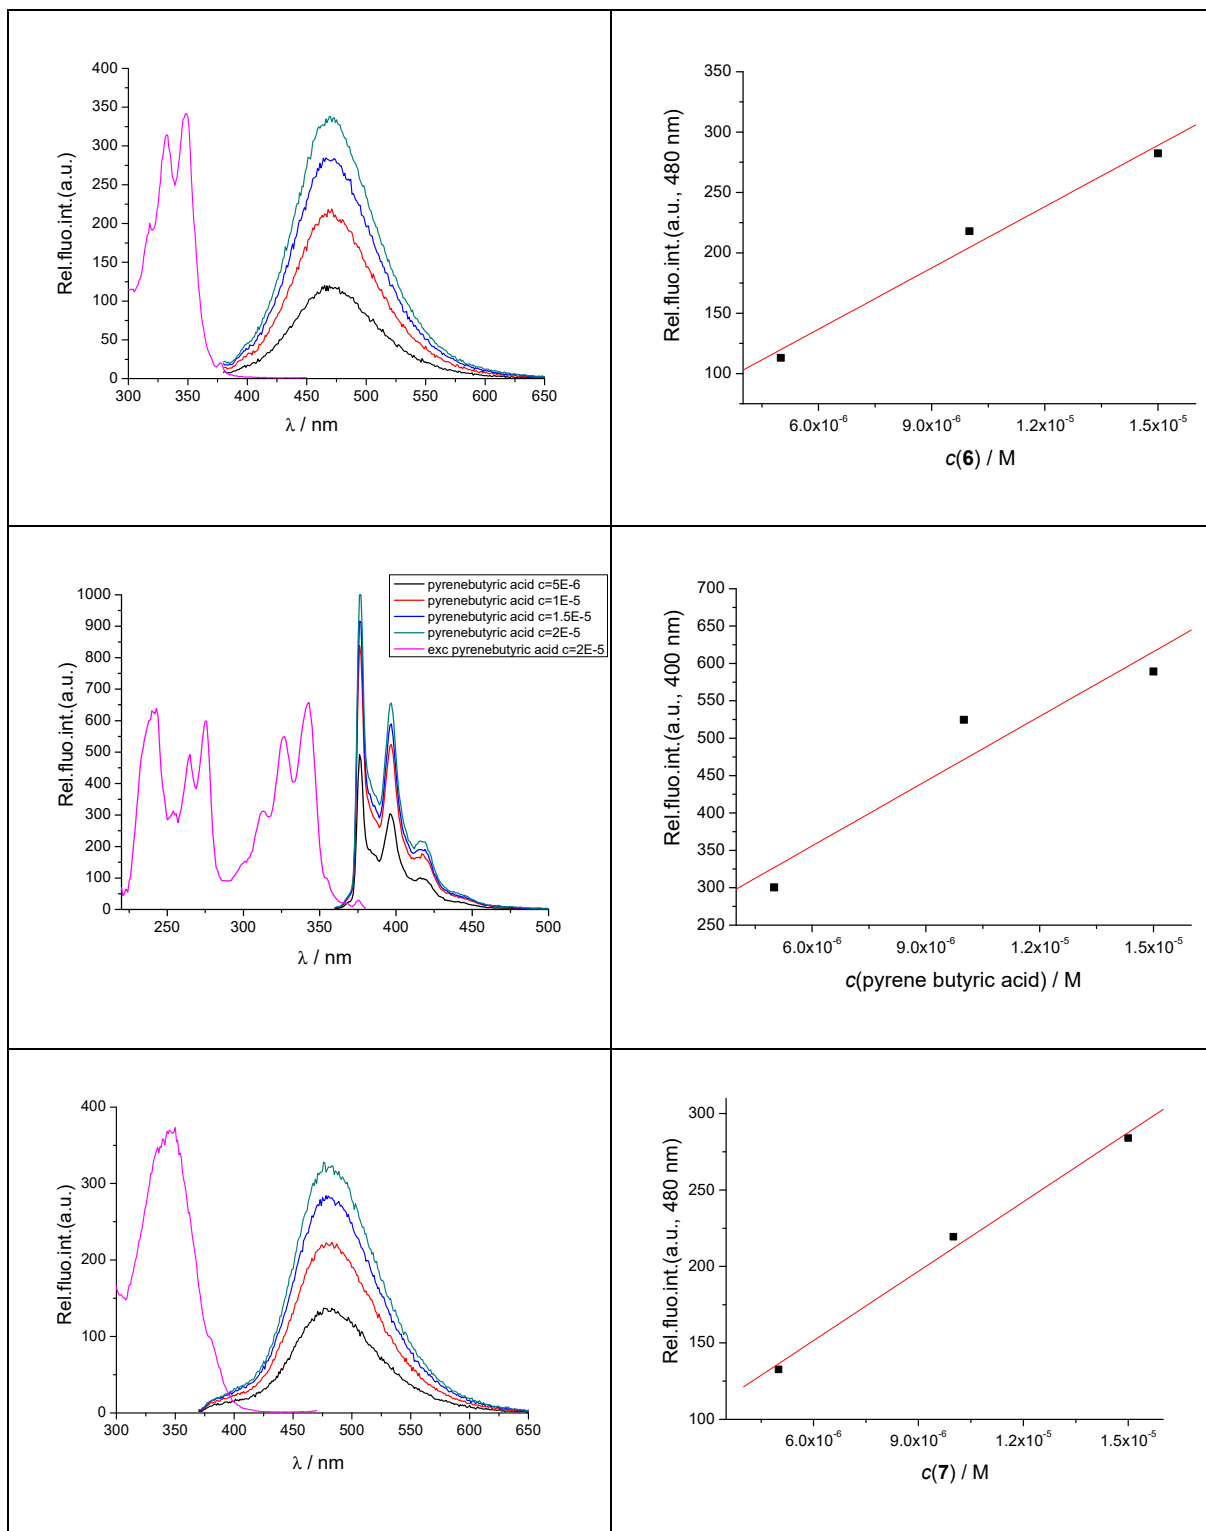 400
350
300
250
200
150
100
50
0
Rel.fluo.int.(a.u.)
300 350 400 450 500 550 600 650
λ / nm
350
300
250
200
150
100
Rel.fluo.int.(a.u., 480 nm)
6.0x10⁻⁶ 9.0x10⁻⁶ 1.2x10⁻⁵ 1.5x10⁻⁵
c(6) / M
1000
900
800
700
600
500
400
300
200
100
0
Rel.fluo.int.(a.u.)
pyrenebutyric acid c=5E-6
pyrenebutyric acid c=1E-5
pyrenebutyric acid c=1.5E-5
pyrenebutyric acid c=2E-5
exc pyrenebutyric acid c=2E-5
250 300 350 400 450 500
λ / nm
700
650
600
550
500
450
400
350
300
250
Rel.fluo.int.(a.u., 400 nm)
6.0x10⁻⁶ 9.0x10⁻⁶ 1.2x10⁻⁵ 1.5x10⁻⁵
c(pyrene butyric acid) / M
400
300
200
100
0
Rel.fluo.int.(a.u.)
300 350 400 450 500 550 600 650
λ / nm
300
250
200
150
100
Rel.fluo.int.(a.u., 480 nm)
6.0x10⁻⁶ 9.0x10⁻⁶ 1.2x10⁻⁵ 1.5x10⁻⁵
c(7) / M